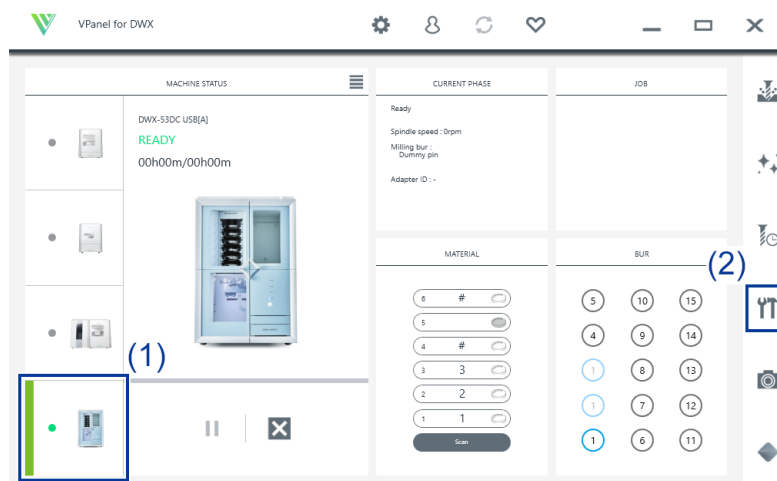 VPanel for DWX
MACHINE STATUS
DWX-53DC USB[A]
READY
00h00m/00h00m
(1)
CURRENT PHASE
Ready
Spindle speed : 0rpm
Milling bur :
Dummy pin
Adapter ID : -
JOB
MATERIAL
6 #
5
4 #
3 3
2 2
1 1
Scan
BUR
(2)
5 10 15
4 9 14
1 8 13
1 7 12
1 6 11